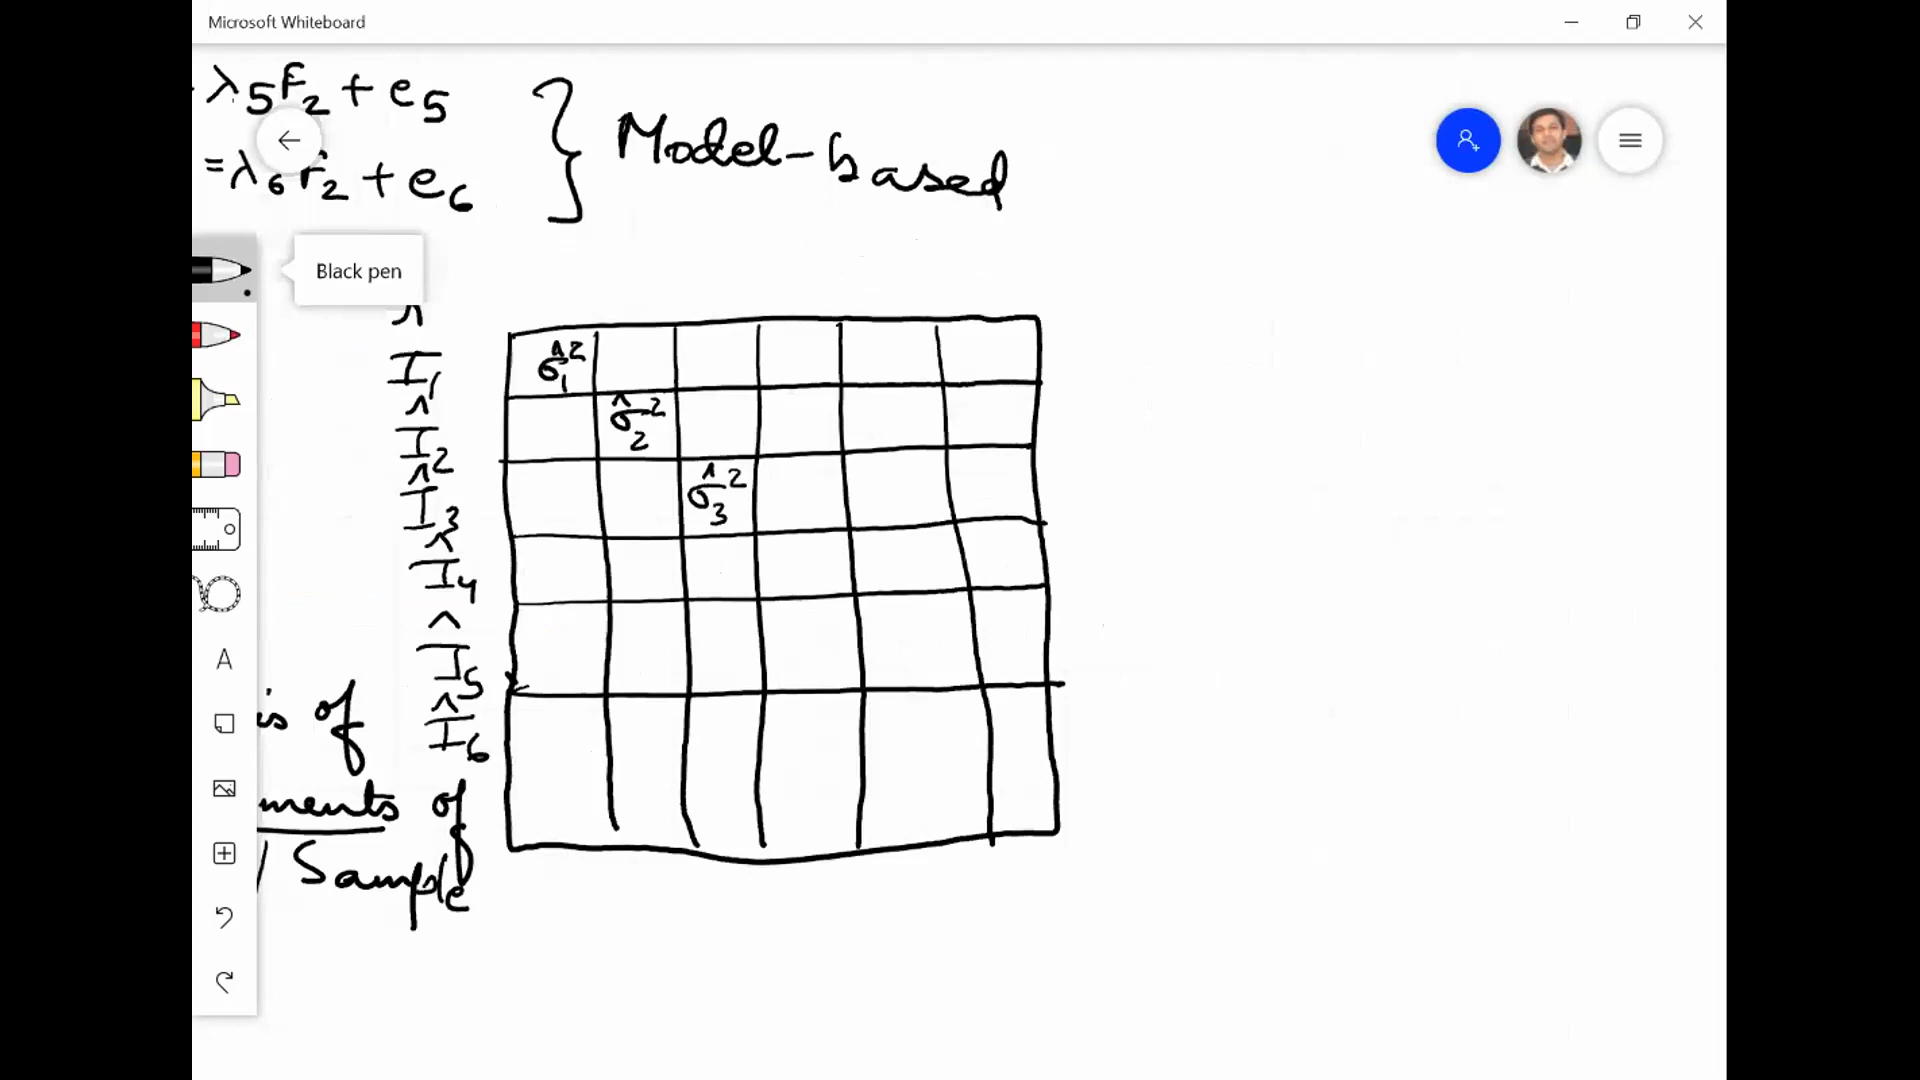 Microsoft Whiteboard
λ₅F₂ + e₅
= λ₆F₂ + e₆
} Model-based
Black pen
Î₁
σ̂₁²
Î₂
σ̂₂²
Î₃
σ̂₃²
Î₄
Î₅
Î₆
is of
ments of
Sample
A